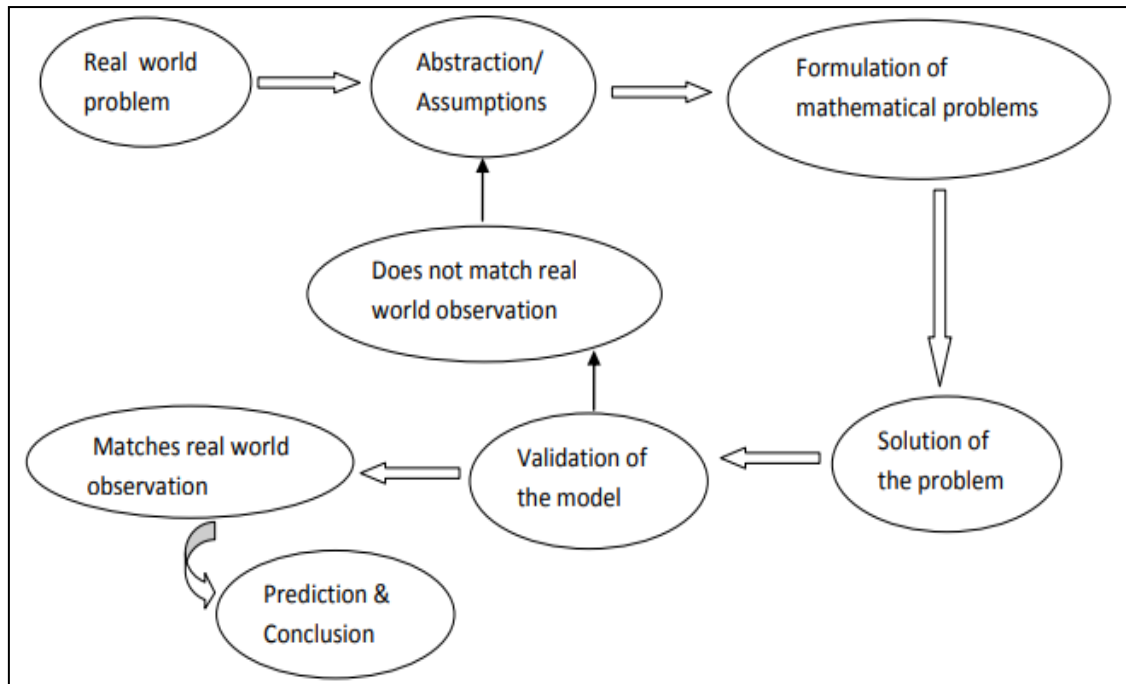 Real world
problem
Abstraction/
Assumptions
Formulation of
mathematical problems
Does not match real
world observation
Matches real world
observation
Validation of
the model
Solution of
the problem
Prediction &
Conclusion